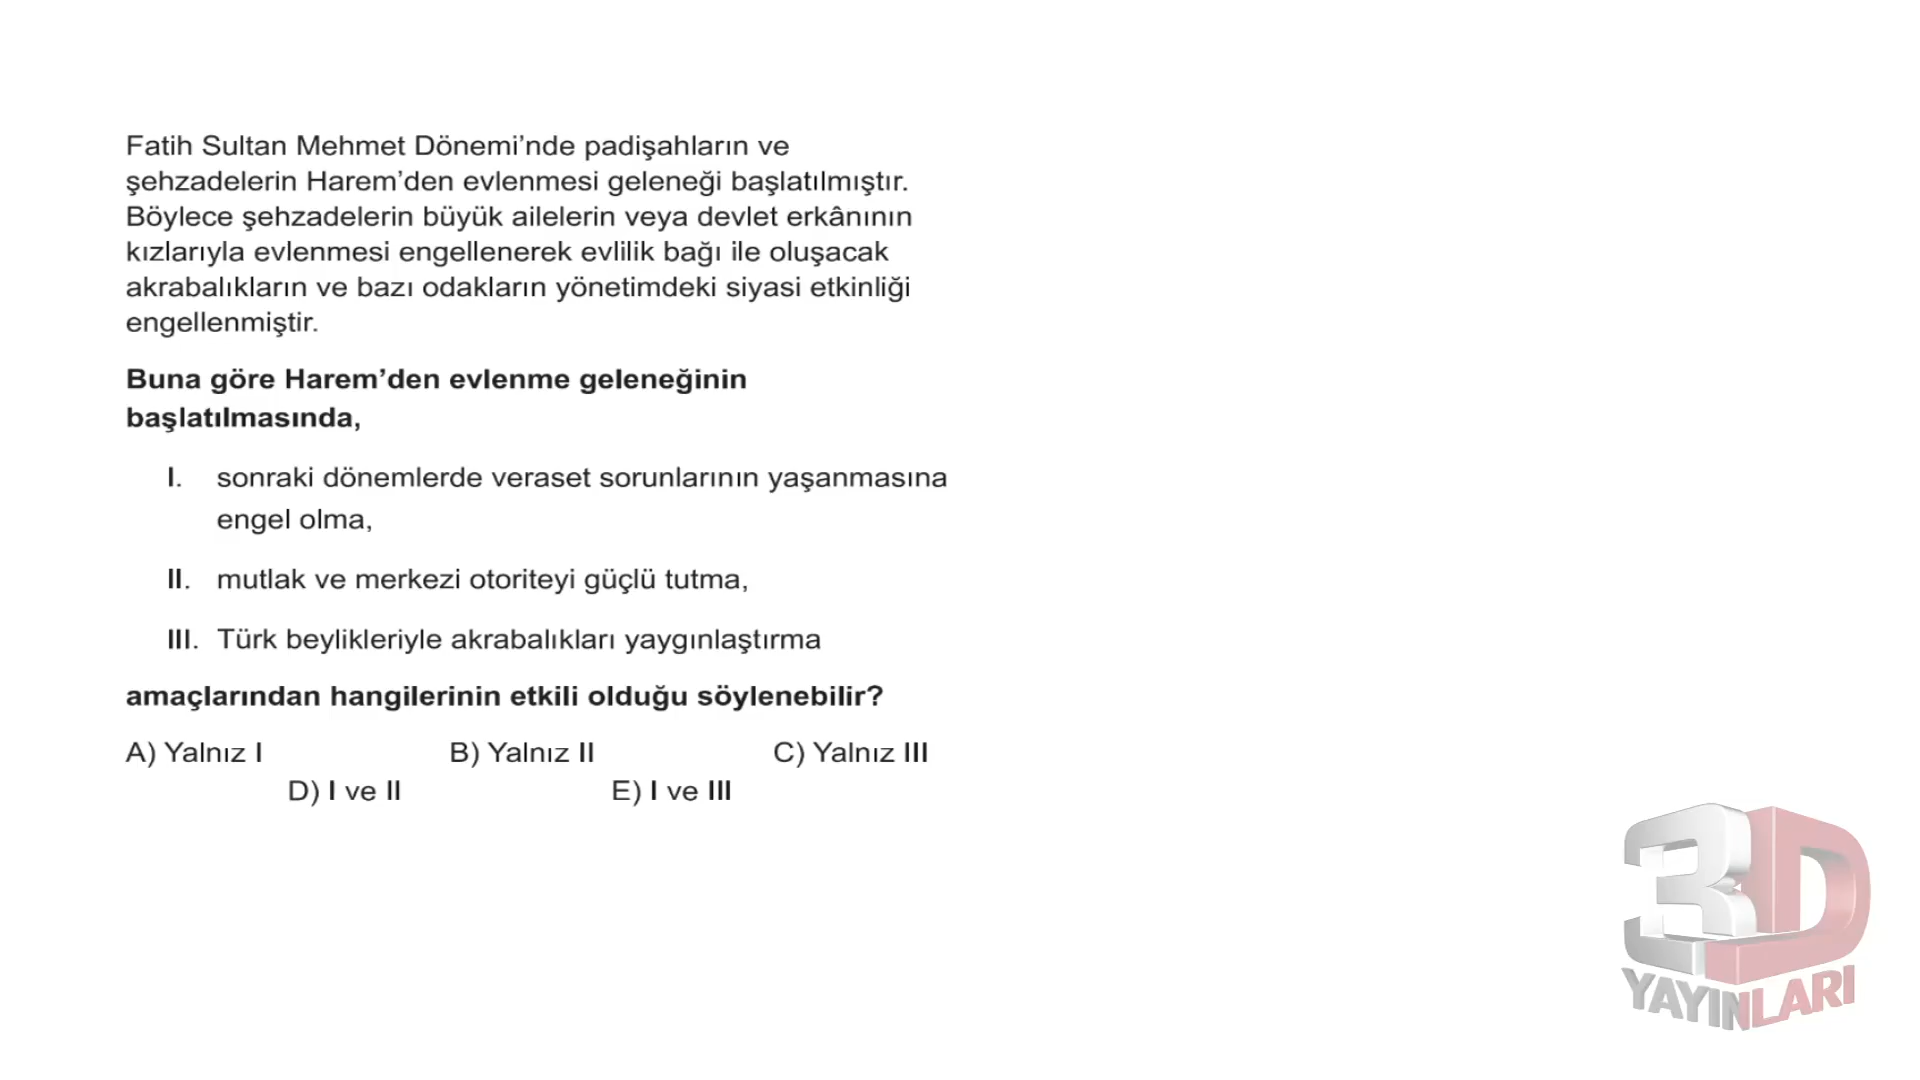 Fatih Sultan Mehmet Dönemi’nde padişahların ve
şehzadelerin Harem’den evlenmesi geleneği başlatılmıştır.
Böylece şehzadelerin büyük ailelerin veya devlet erkânının
kızlarıyla evlenmesi engellenerek evlilik bağı ile oluşacak
akrabalıkların ve bazı odakların yönetimdeki siyasi etkinliği
engellenmiştir.
Buna göre Harem’den evlenme geleneğinin
başlatılmasında,
I. sonraki dönemlerde veraset sorunlarının yaşanmasına
engel olma,
II. mutlak ve merkezi otoriteyi güçlü tutma,
III. Türk beylikleriyle akrabalıkları yaygınlaştırma
amaçlarından hangilerinin etkili olduğu söylenebilir?
A) Yalnız I B) Yalnız II C) Yalnız III
D) I ve II E) I ve III
3D
YAYINLARI